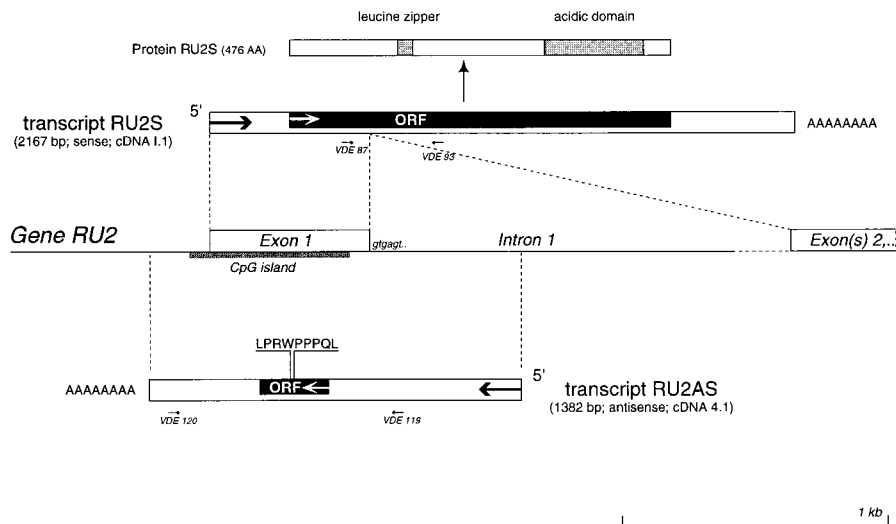 leucine zipper
acidic domain
Protein RU2S (476 AA)
5'
transcript RU2S
(2167 bp; sense; cDNA I.1)
ORF
AAAAAAAA
VDE 87
VDE 93
Gene RU2
Exon 1
gtgagt..
Intron 1
Exon(s) 2,..
CpG island
LPRWPPPQL
AAAAAAAA
ORF
5'
transcript RU2AS
(1382 bp; antisense; cDNA 4.1)
VDE 120
VDE 119
1 kb